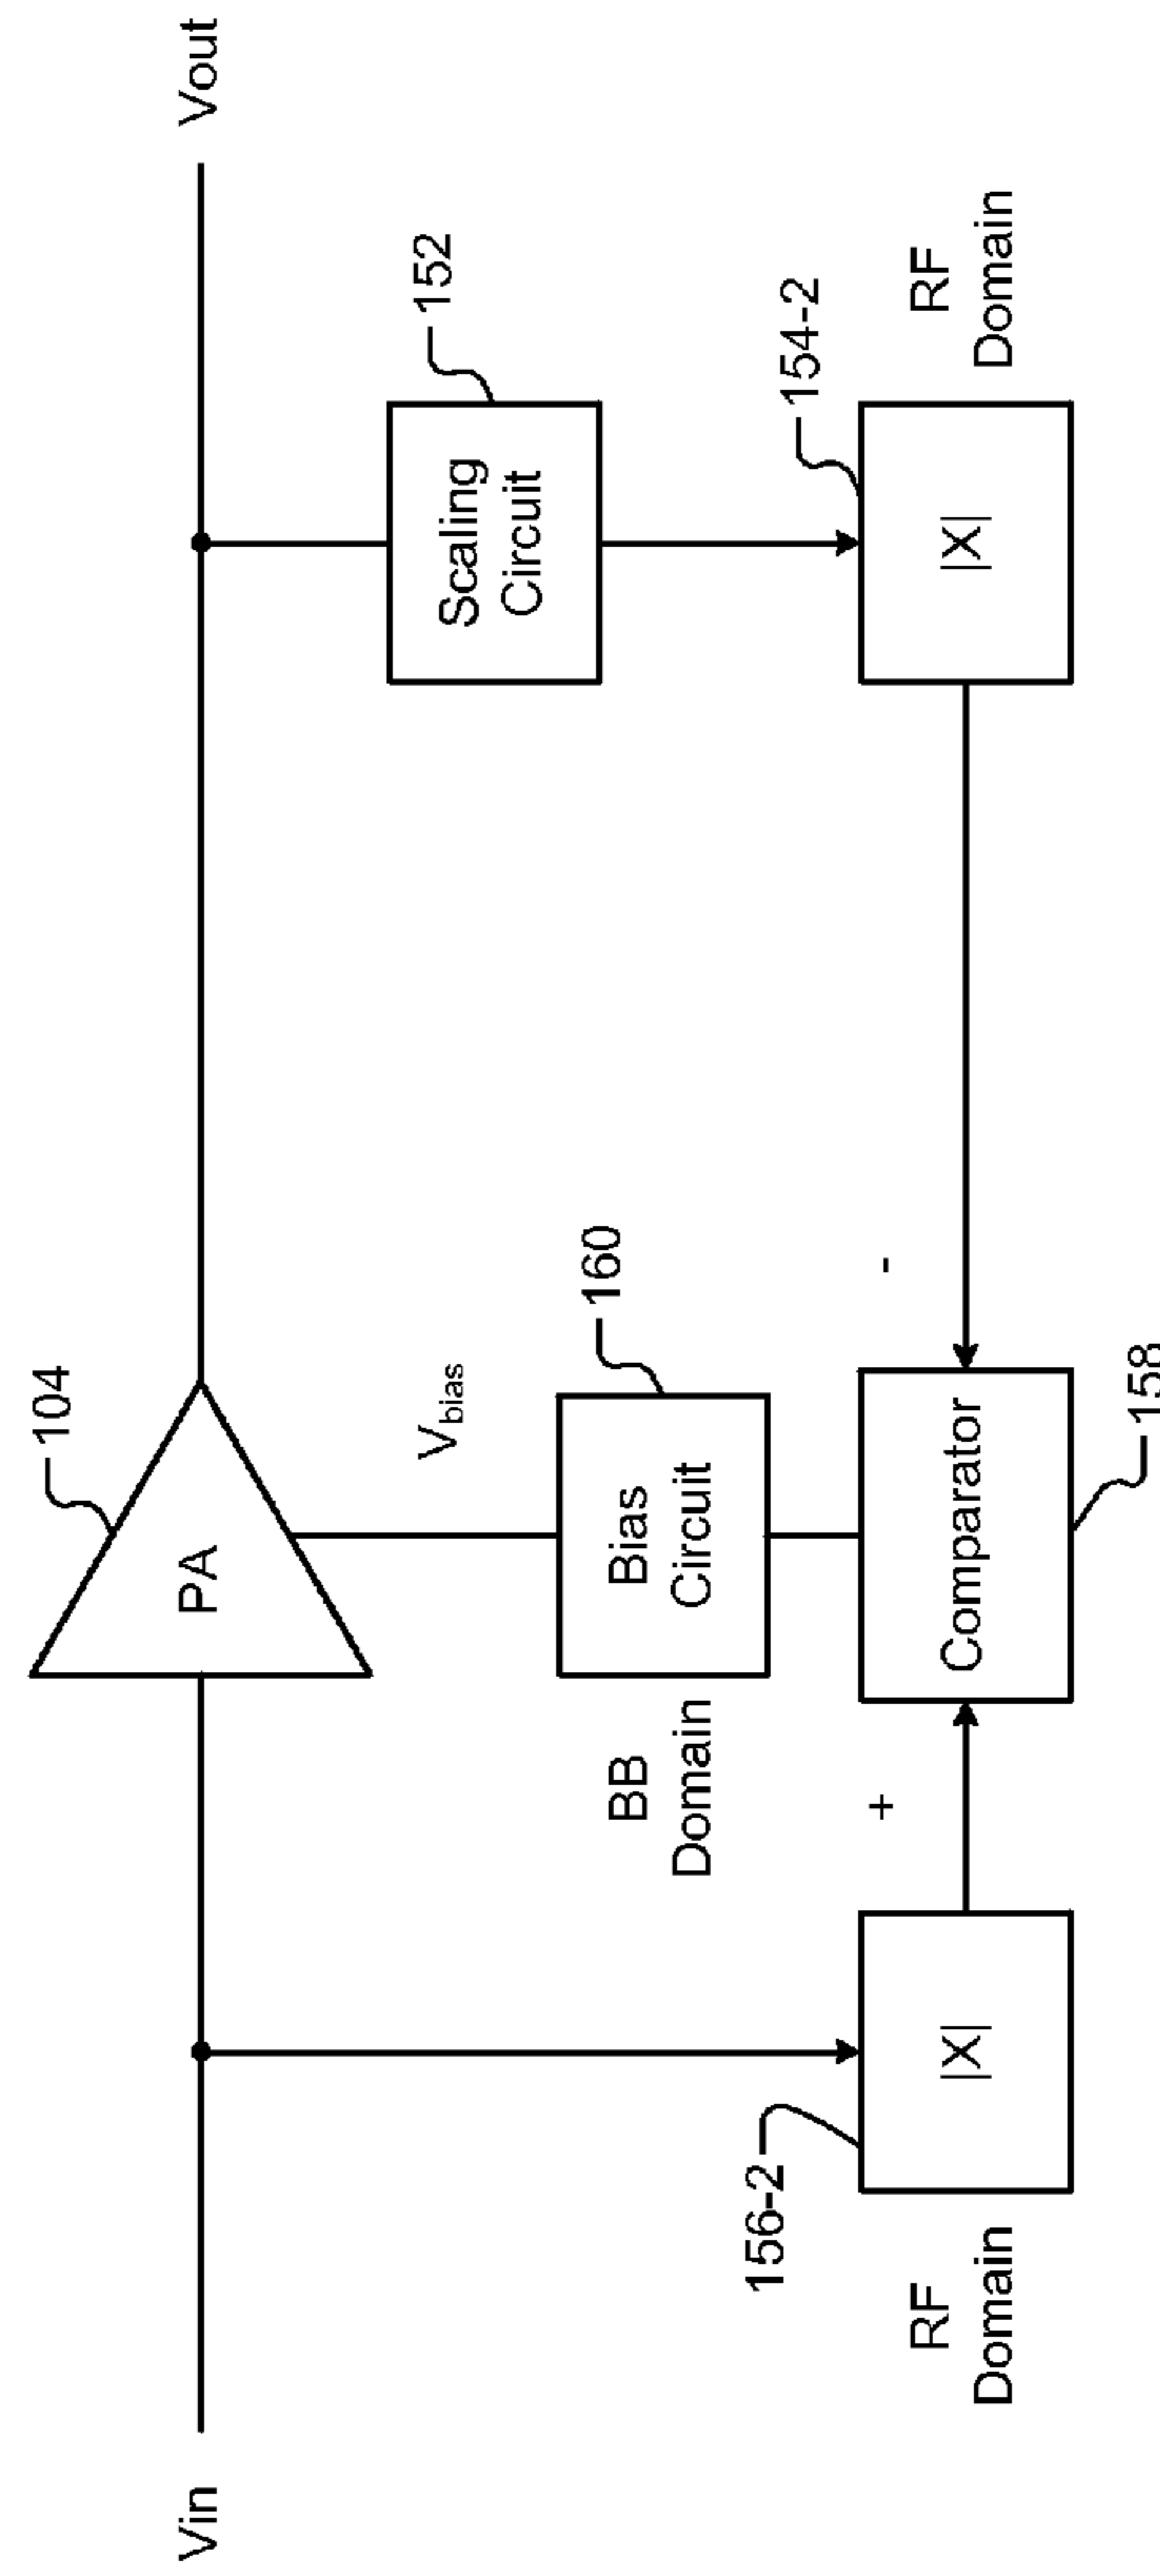 Vin
PA
104
Vout
V_bias
Scaling
Circuit
152
BB
Domain
Bias
Circuit
160
156-2
|X|
RF
Domain
+
Comparator
158
-
154-2
|X|
RF
Domain